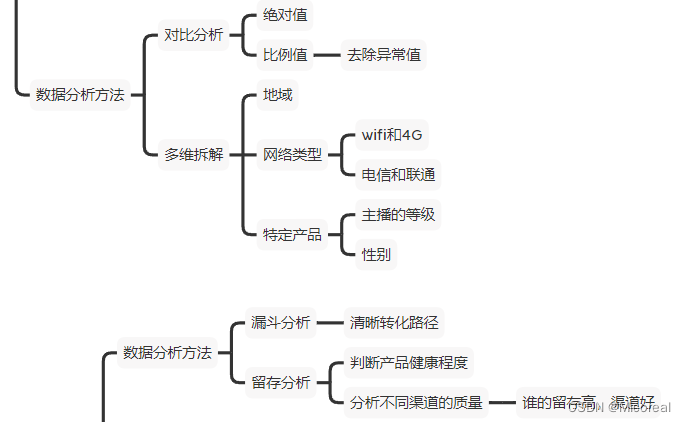 绝对值
对比分析
比例值
去除异常值
数据分析方法
地域
wifi和4G
多维拆解
网络类型
电信和联通
主播的等级
特定产品
性别
漏斗分析
清晰转化路径
数据分析方法
判断产品健康程度
留存分析
分析不同渠道的质量
谁的留存高，渠道好
CSDN @Misoreal